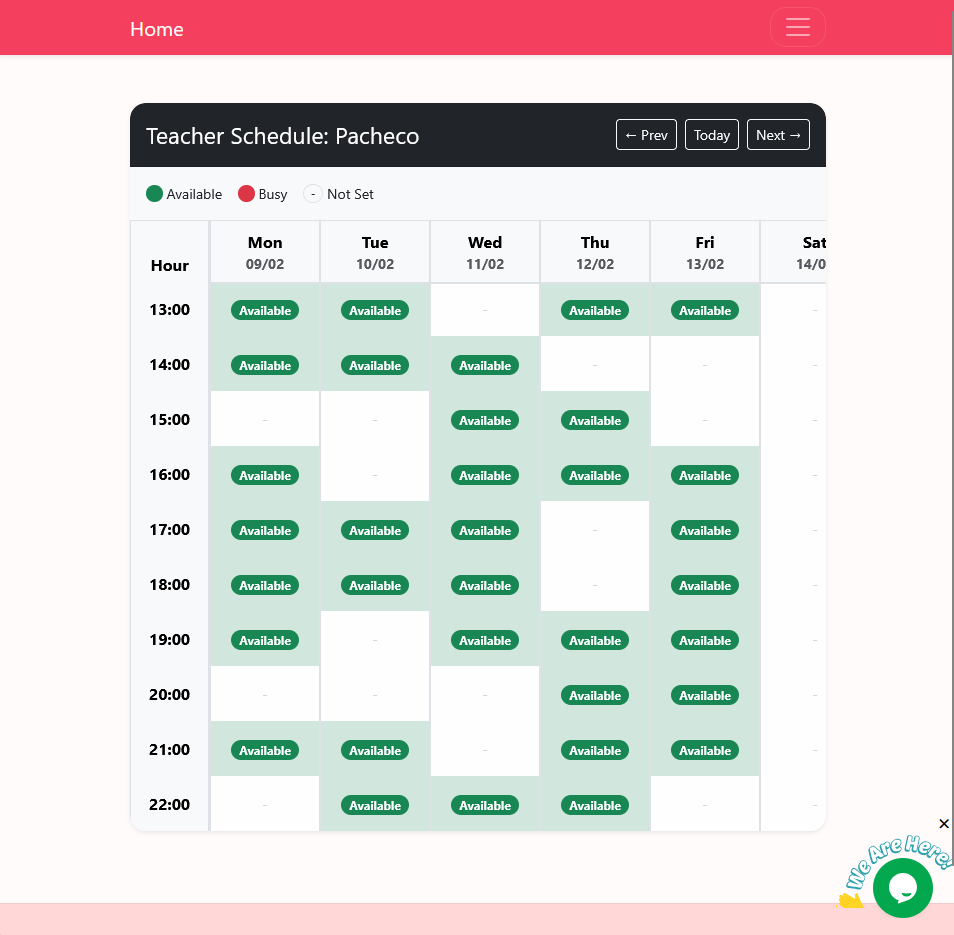 Home
Teacher Schedule: Pacheco
← Prev Today Next →
Available Busy - Not Set
Hour Mon 09/02 Tue 10/02 Wed 11/02 Thu 12/02 Fri 13/02 Sat 14/0
13:00 Available Available - Available Available -
14:00 Available Available Available - - -
15:00 - - Available Available - -
16:00 Available - Available Available Available -
17:00 Available Available Available - Available -
18:00 Available Available Available - Available -
19:00 Available - Available Available Available -
20:00 - - - Available Available -
21:00 Available Available - Available Available -
22:00 - Available Available Available - -
We Are Here!